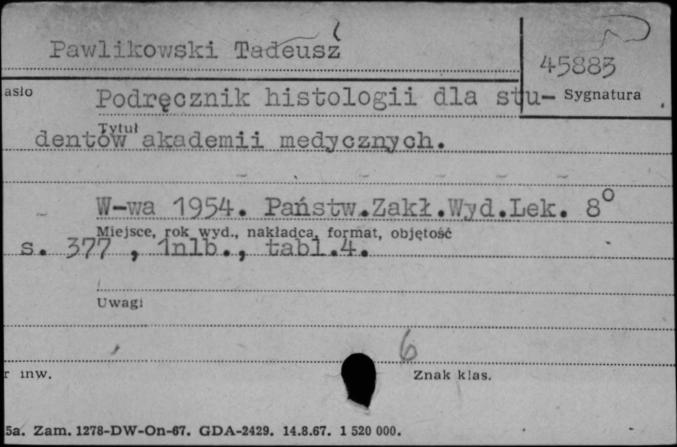 Pawlikowski Tadeusz
45883
asło
Podręcznik histologii dla stu-
Sygnatura
Tytuł
dentów akademii medycznych.
W-wa 1954. Państw.Zakł.Wyd.Lek. 8°
Miejsce, rok wyd., nakładca, format, objętość
s. 377 , 1nlb., tabl.4.
Uwagi
6
r inw.
Znak klas.
5a. Zam. 1278-DW-On-67. GDA-2429. 14.8.67. 1 520 000.